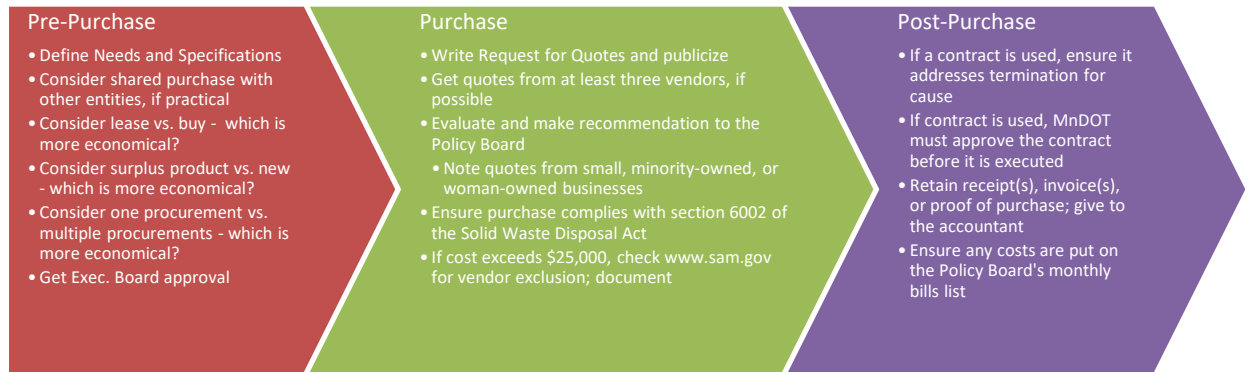 Pre-Purchase
• Define Needs and Specifications
• Consider shared purchase with
other entities, if practical
• Consider lease vs. buy - which is
more economical?
• Consider surplus product vs. new
- which is more economical?
• Consider one procurement vs.
multiple procurements - which is
more economical?
• Get Exec. Board approval
Purchase
• Write Request for Quotes and publicize
• Get quotes from at least three vendors, if
possible
• Evaluate and make recommendation to the
Policy Board
• Note quotes from small, minority-owned, or
woman-owned businesses
• Ensure purchase complies with section 6002 of
the Solid Waste Disposal Act
• If cost exceeds $25,000, check www.sam.gov
for vendor exclusion; document
Post-Purchase
• If a contract is used, ensure it
addresses termination for
cause
• If contract is used, MnDOT
must approve the contract
before it is executed
• Retain receipt(s), invoice(s),
or proof of purchase; give to
the accountant
• Ensure any costs are put on
the Policy Board's monthly
bills list